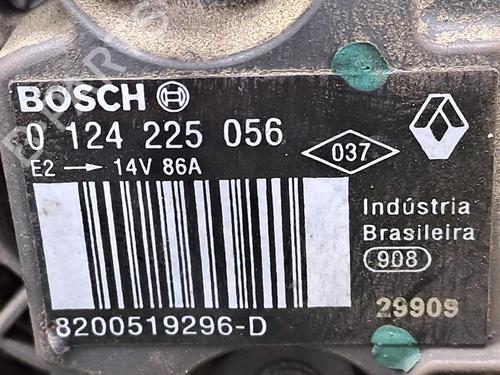 BOSCH
0 124 225 056
E2 → 14V 86A
037
Indústria
Brasileira
908
29909
8200519296-D